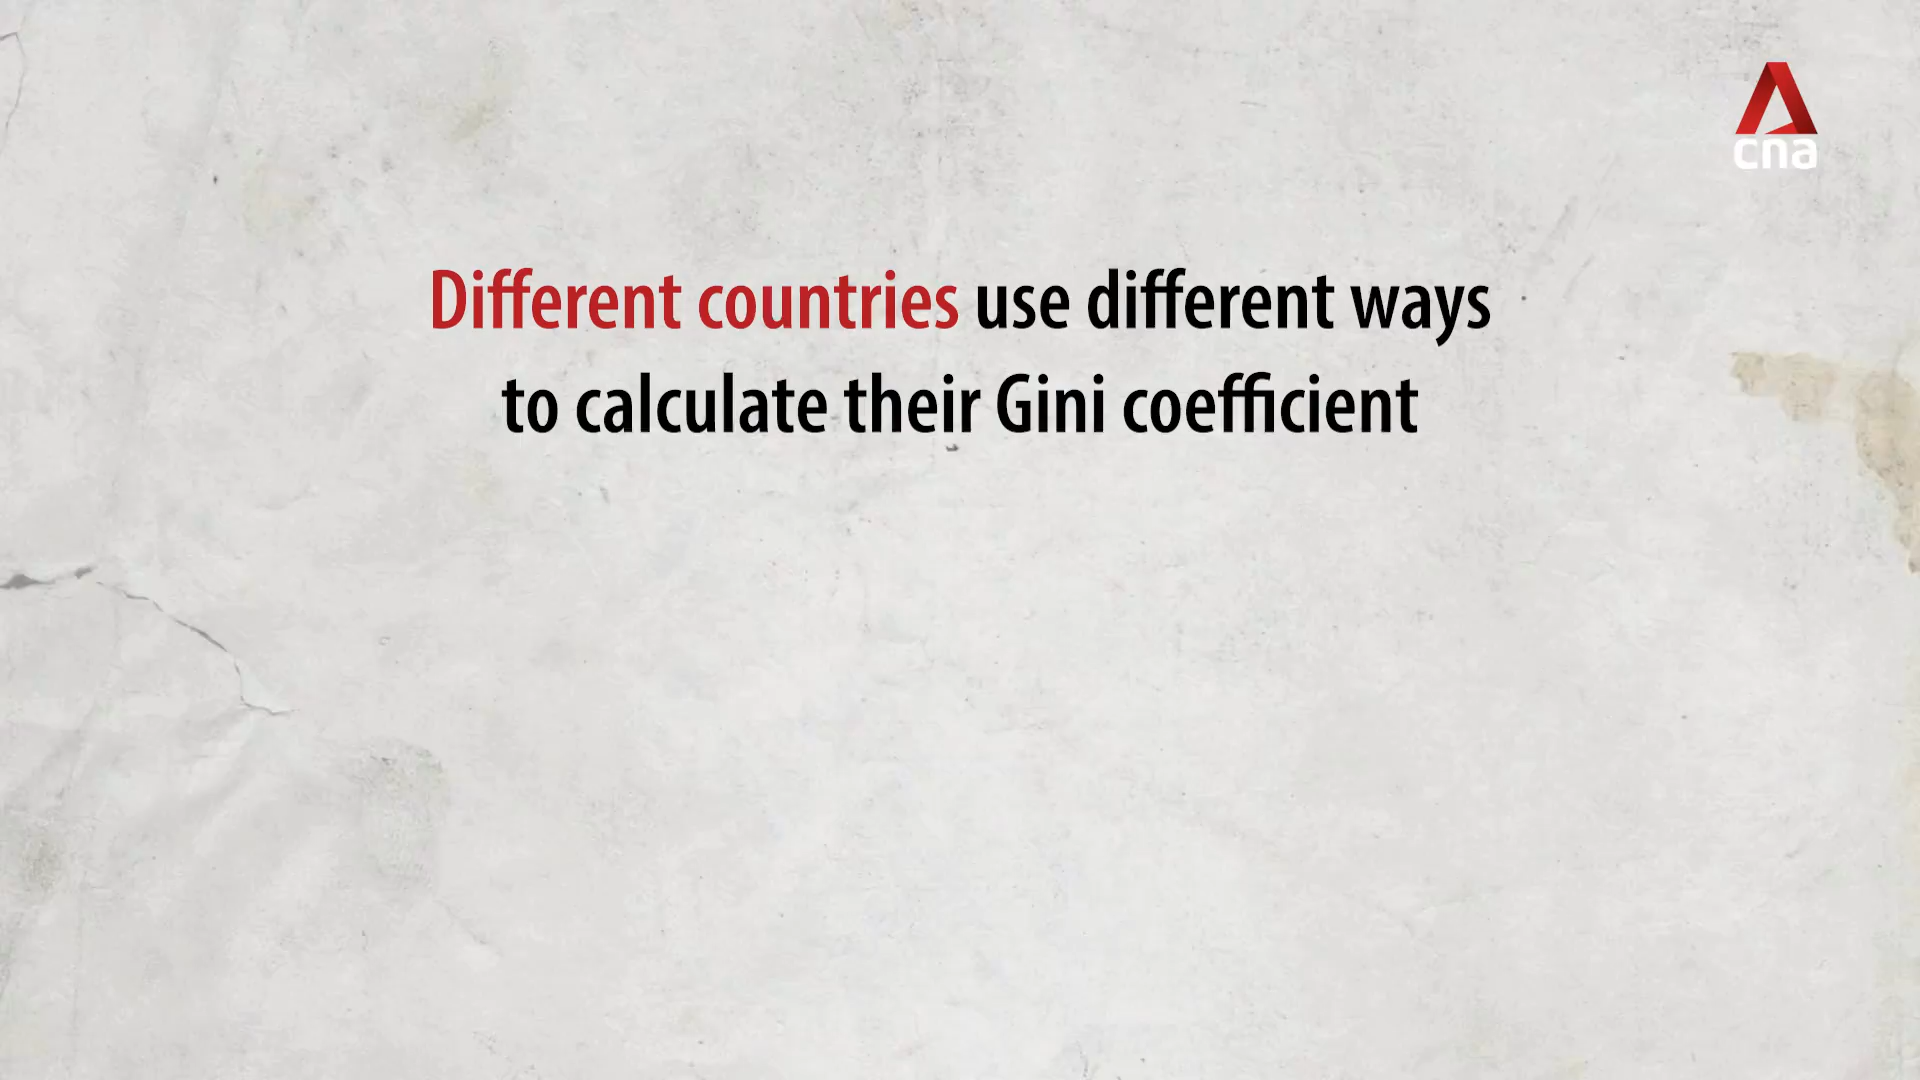 cna
Different countries use different ways
to calculate their Gini coefficient